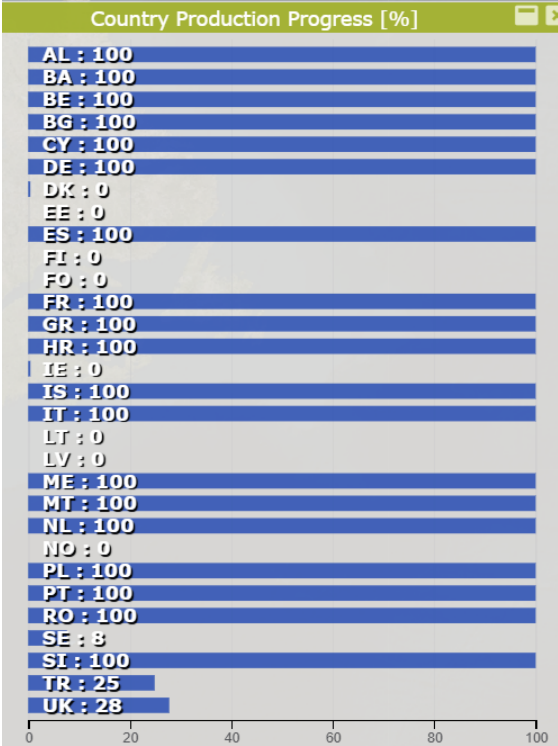 Country Production Progress [%]
AL : 100
BA : 100
BE : 100
BG : 100
CY : 100
DE : 100
DK : 0
EE : 0
ES : 100
FI : 0
FO : 0
FR : 100
GR : 100
HR : 100
IE : 0
IS : 100
IT : 100
LT : 0
LV : 0
ME : 100
MT : 100
NL : 100
NO : 0
PL : 100
PT : 100
RO : 100
SE : 8
SI : 100
TR : 25
UK : 28
0 20 40 60 80 100